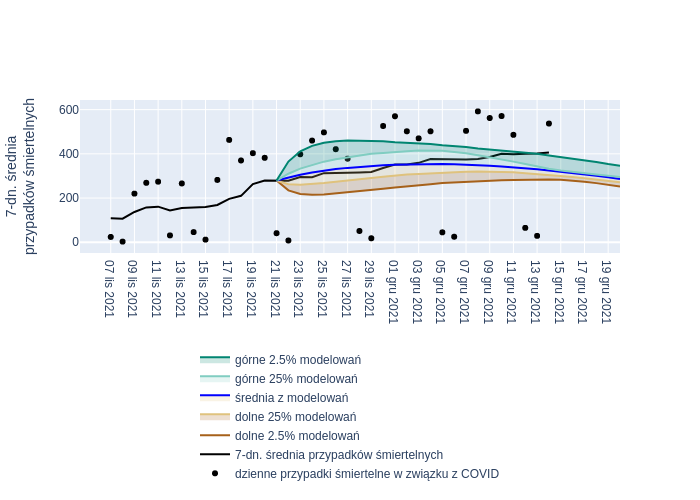 7-dn. średnia
przypadków śmiertelnych
600
400
200
0
07 lis 2021
09 lis 2021
11 lis 2021
13 lis 2021
15 lis 2021
17 lis 2021
19 lis 2021
21 lis 2021
23 lis 2021
25 lis 2021
27 lis 2021
29 lis 2021
01 gru 2021
03 gru 2021
05 gru 2021
07 gru 2021
09 gru 2021
11 gru 2021
13 gru 2021
15 gru 2021
17 gru 2021
19 gru 2021
górne 2.5% modelowań
górne 25% modelowań
średnia z modelowań
dolne 25% modelowań
dolne 2.5% modelowań
7-dn. średnia przypadków śmiertelnych
dzienne przypadki śmiertelne w związku z COVID